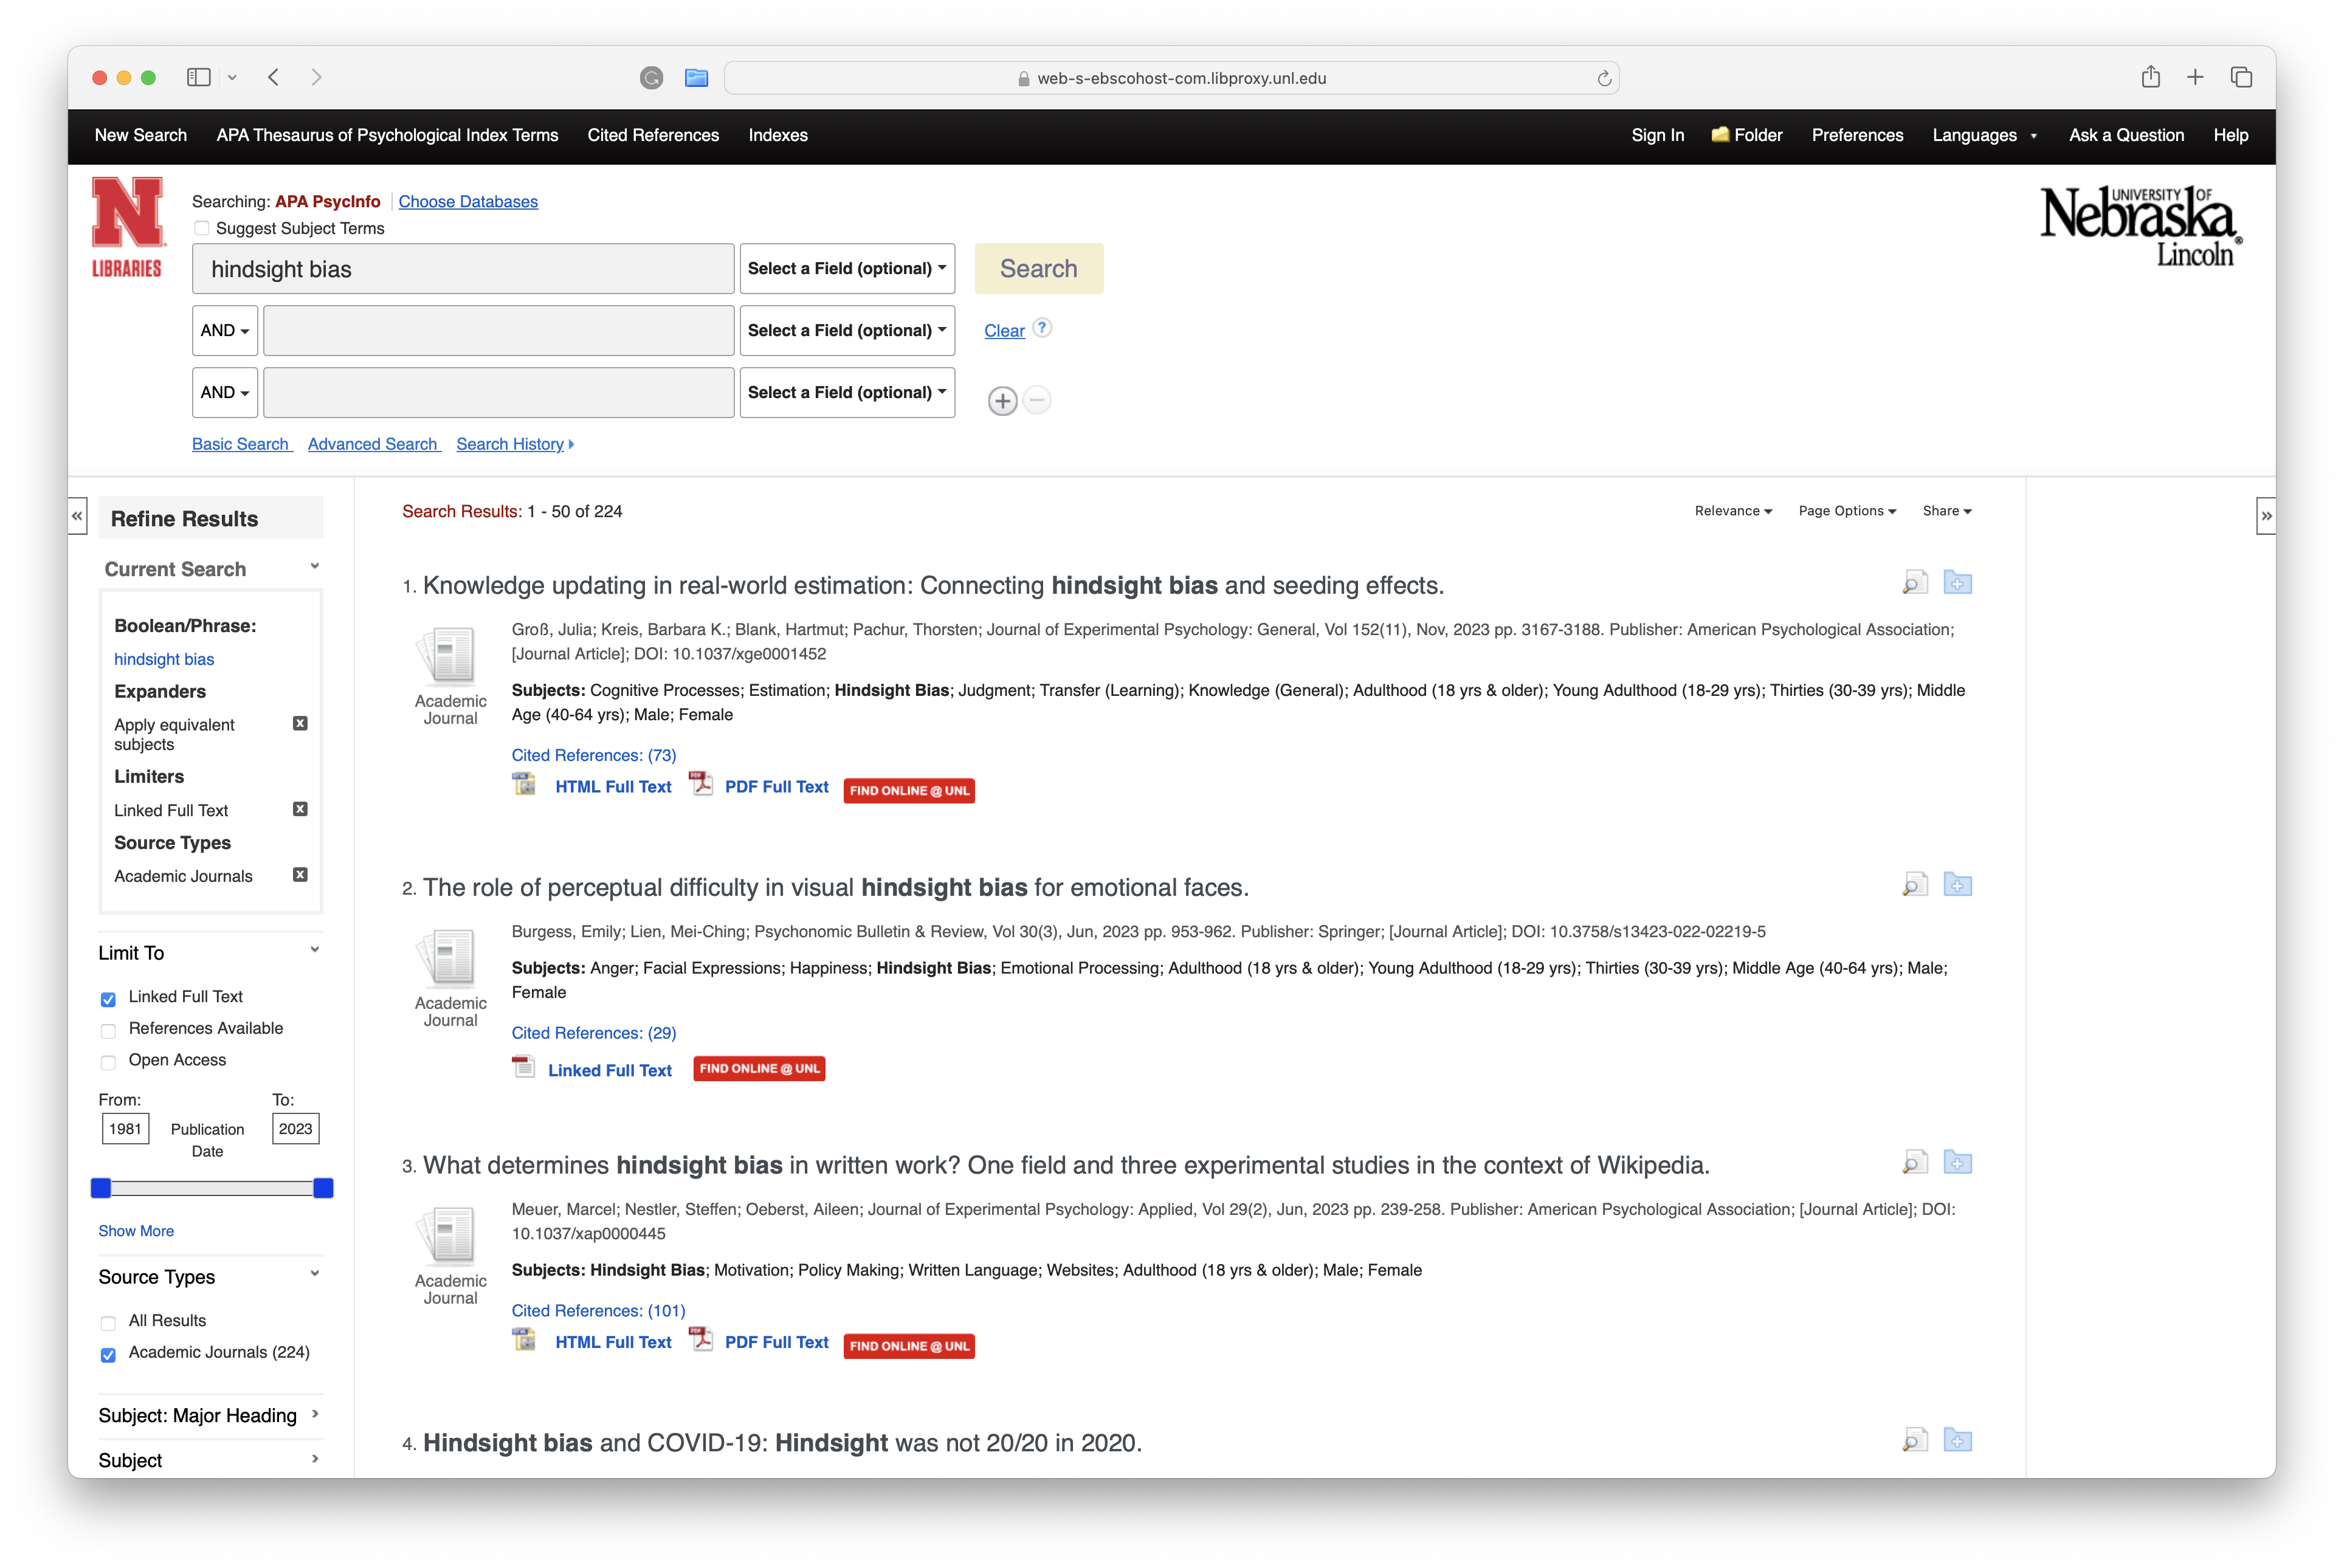 web-s-ebscohost-com.libproxy.unl.edu
New Search APA Thesaurus of Psychological Index Terms Cited References Indexes Sign In Folder Preferences Languages Ask a Question Help
N
LIBRARIES
Searching: APA PsycInfo Choose Databases
Suggest Subject Terms
UNIVERSITY OF
Nebraska
Lincoln®
hindsight bias Select a Field (optional) Search
AND Select a Field (optional) Clear ?
AND Select a Field (optional)
Basic Search Advanced Search Search History
Refine Results
Current Search
Boolean/Phrase:
hindsight bias
Expanders
Apply equivalent
subjects
Limiters
Linked Full Text
Source Types
Academic Journals
Limit To
Linked Full Text
References Available
Open Access
From: To:
1981 Publication 2023
Date
Show More
Source Types
All Results
Academic Journals (224)
Subject: Major Heading
Subject
Search Results: 1 - 50 of 224 Relevance Page Options Share
1. Knowledge updating in real-world estimation: Connecting hindsight bias and seeding effects.
Groß, Julia; Kreis, Barbara K.; Blank, Hartmut; Pachur, Thorsten; Journal of Experimental Psychology: General, Vol 152(11), Nov, 2023 pp. 3167-3188. Publisher: American Psychological Association;
[Journal Article]; DOI: 10.1037/xge0001452
Academic
Journal
Subjects: Cognitive Processes; Estimation; Hindsight Bias; Judgment; Transfer (Learning); Knowledge (General); Adulthood (18 yrs & older); Young Adulthood (18-29 yrs); Thirties (30-39 yrs); Middle
Age (40-64 yrs); Male; Female
Cited References: (73)
HTML Full Text PDF Full Text FIND ONLINE @ UNL
2. The role of perceptual difficulty in visual hindsight bias for emotional faces.
Burgess, Emily; Lien, Mei-Ching; Psychonomic Bulletin & Review, Vol 30(3), Jun, 2023 pp. 953-962. Publisher: Springer; [Journal Article]; DOI: 10.3758/s13423-022-02219-5
Academic
Journal
Subjects: Anger; Facial Expressions; Happiness; Hindsight Bias; Emotional Processing; Adulthood (18 yrs & older); Young Adulthood (18-29 yrs); Thirties (30-39 yrs); Middle Age (40-64 yrs); Male;
Female
Cited References: (29)
Linked Full Text FIND ONLINE @ UNL
3. What determines hindsight bias in written work? One field and three experimental studies in the context of Wikipedia.
Meuer, Marcel; Nestler, Steffen; Oeberst, Aileen; Journal of Experimental Psychology: Applied, Vol 29(2), Jun, 2023 pp. 239-258. Publisher: American Psychological Association; [Journal Article]; DOI:
10.1037/xap0000445
Academic
Journal
Subjects: Hindsight Bias; Motivation; Policy Making; Written Language; Websites; Adulthood (18 yrs & older); Male; Female
Cited References: (101)
HTML Full Text PDF Full Text FIND ONLINE @ UNL
4. Hindsight bias and COVID-19: Hindsight was not 20/20 in 2020.